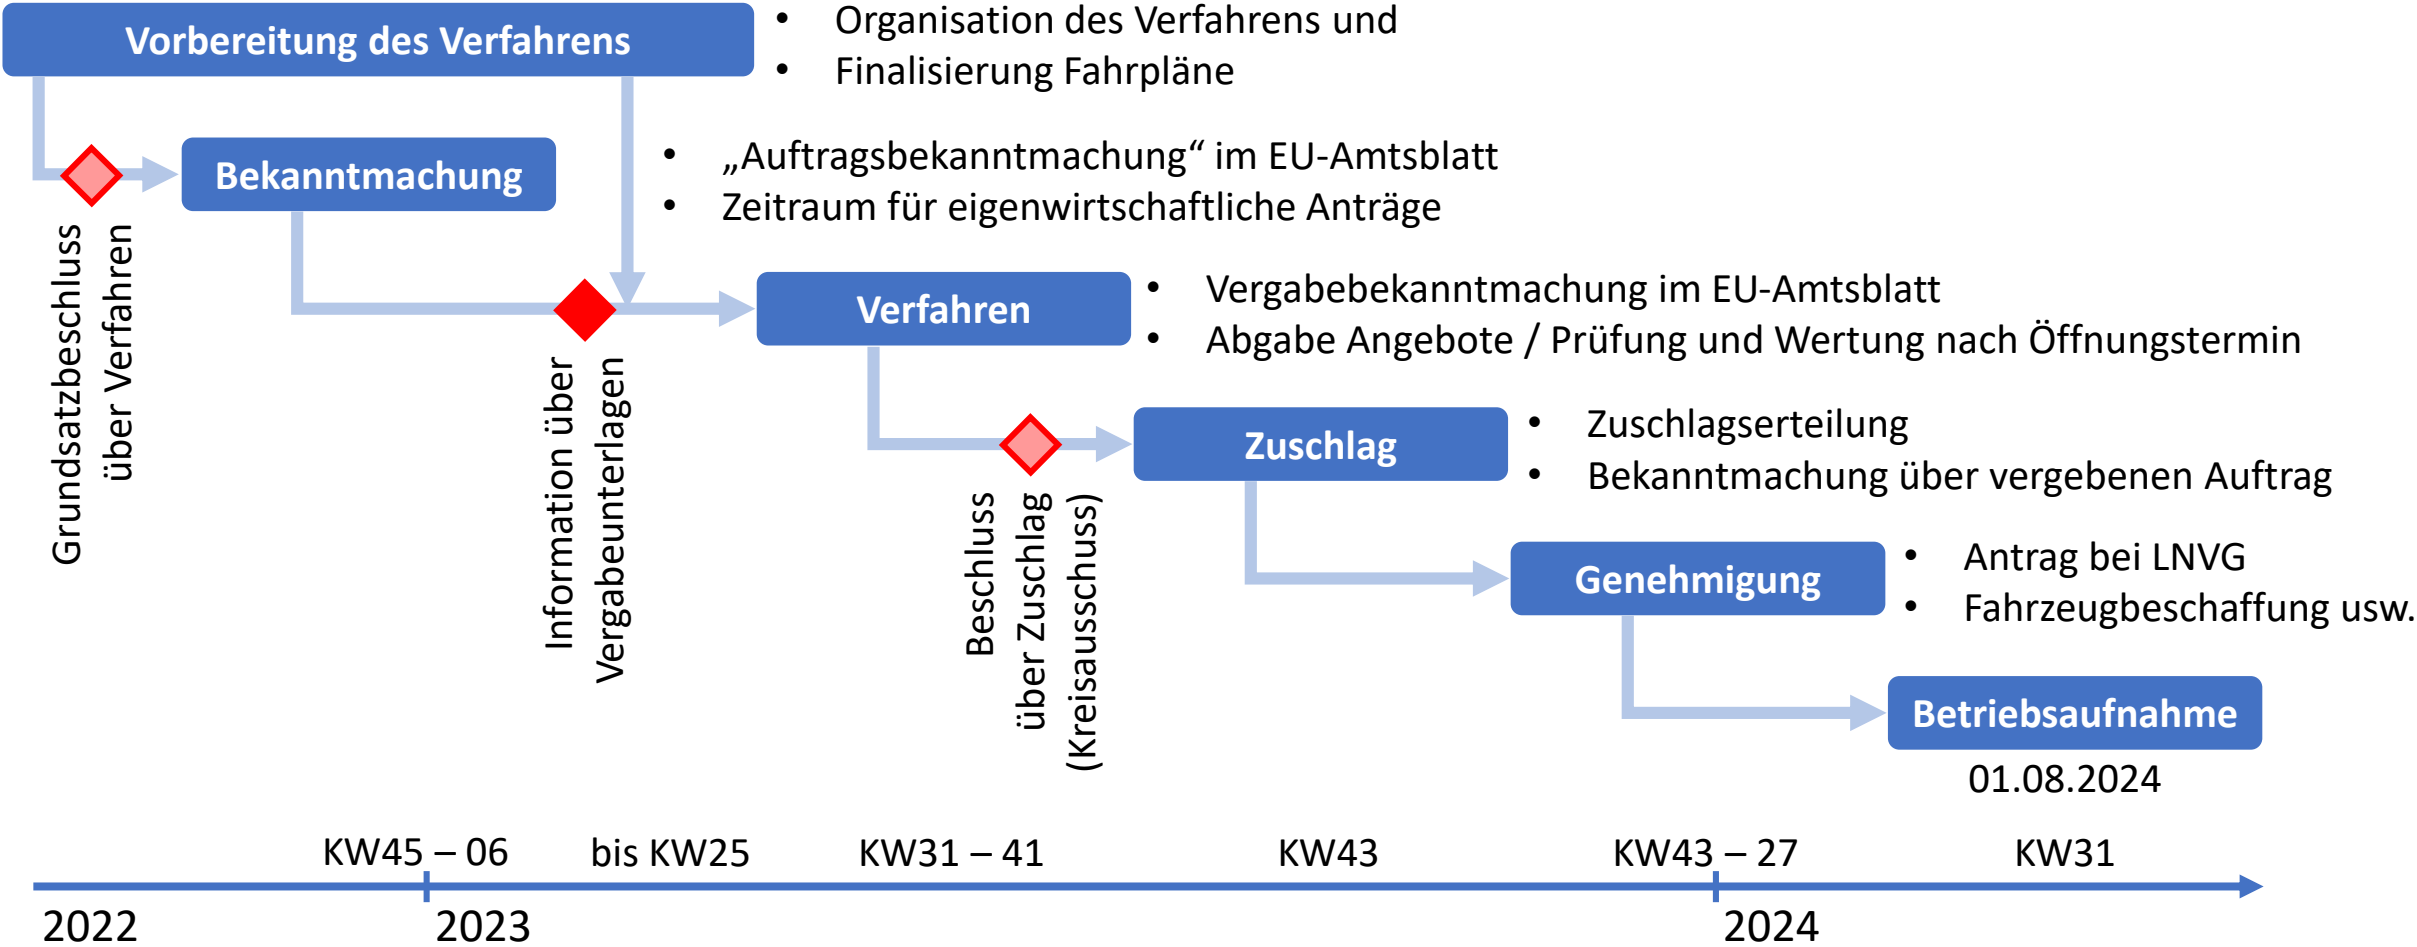 Vorbereitung des Verfahrens
• Organisation des Verfahrens und
• Finalisierung Fahrpläne
Bekanntmachung
• „Auftragsbekanntmachung“ im EU-Amtsblatt
• Zeitraum für eigenwirtschaftliche Anträge
Grundsatzbeschluss
über Verfahren
Verfahren
• Vergabebekanntmachung im EU-Amtsblatt
• Abgabe Angebote / Prüfung und Wertung nach Öffnungstermin
Information über
Vergabeunterlagen
Zuschlag
• Zuschlagserteilung
• Bekanntmachung über vergebenen Auftrag
Beschluss
über Zuschlag
(Kreisausschuss)
Genehmigung
• Antrag bei LNVG
• Fahrzeugbeschaffung usw.
Betriebsaufnahme
01.08.2024
KW45 – 06
bis KW25
KW31 – 41
KW43
KW43 – 27
KW31
2022
2023
2024